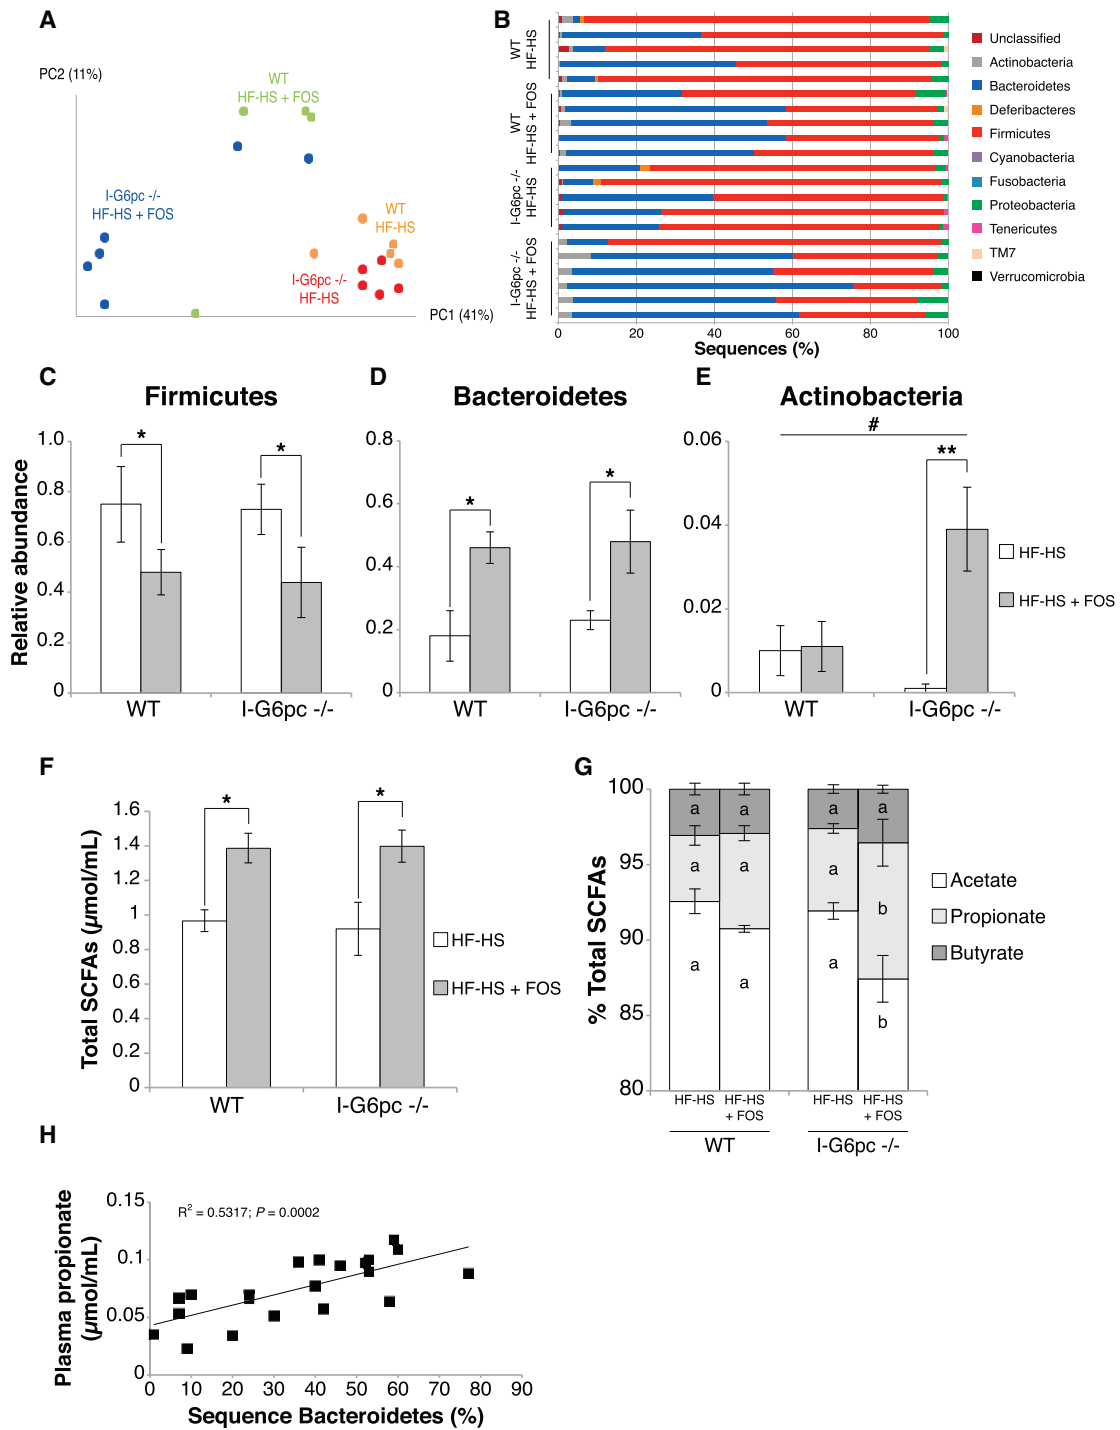 A
PC2 (11%)
WT
HF-HS + FOS
I-G6pc -/-
HF-HS + FOS
WT
HF-HS
I-G6pc -/-
HF-HS
PC1 (41%)
B
WT
HF-HS
WT
HF-HS + FOS
I-G6pc -/-
HF-HS
I-G6pc -/-
HF-HS + FOS
0 20 40 60 80 100
Sequences (%)
Unclassified
Actinobacteria
Bacteroidetes
Deferibacteres
Firmicutes
Cyanobacteria
Fusobacteria
Proteobacteria
Tenericutes
TM7
Verrucomicrobia
C
Firmicutes
Relative abundance
1.0
0.8
0.6
0.4
0.2
0
*
*
WT I-G6pc -/-
D
Bacteroidetes
0.8
0.6
0.4
0.2
0
*
*
WT I-G6pc -/-
E
Actinobacteria
#
**
0.06
0.04
0.02
0
WT I-G6pc -/-
HF-HS
HF-HS + FOS
F
Total SCFAs (µmol/mL)
1.6
1.4
1.2
1
0.8
0.6
0.4
0.2
0
*
*
WT I-G6pc -/-
HF-HS
HF-HS + FOS
G
% Total SCFAs
100
95
90
85
80
a a a a
a a a b
a a a b
HF-HS HF-HS + FOS HF-HS HF-HS + FOS
WT I-G6pc -/-
Acetate
Propionate
Butyrate
H
Plasma propionate
(µmol/mL)
0.15
0.1
0.05
0
R2 = 0.5317; P = 0.0002
0 10 20 30 40 50 60 70 80 90
Sequence Bacteroidetes (%)